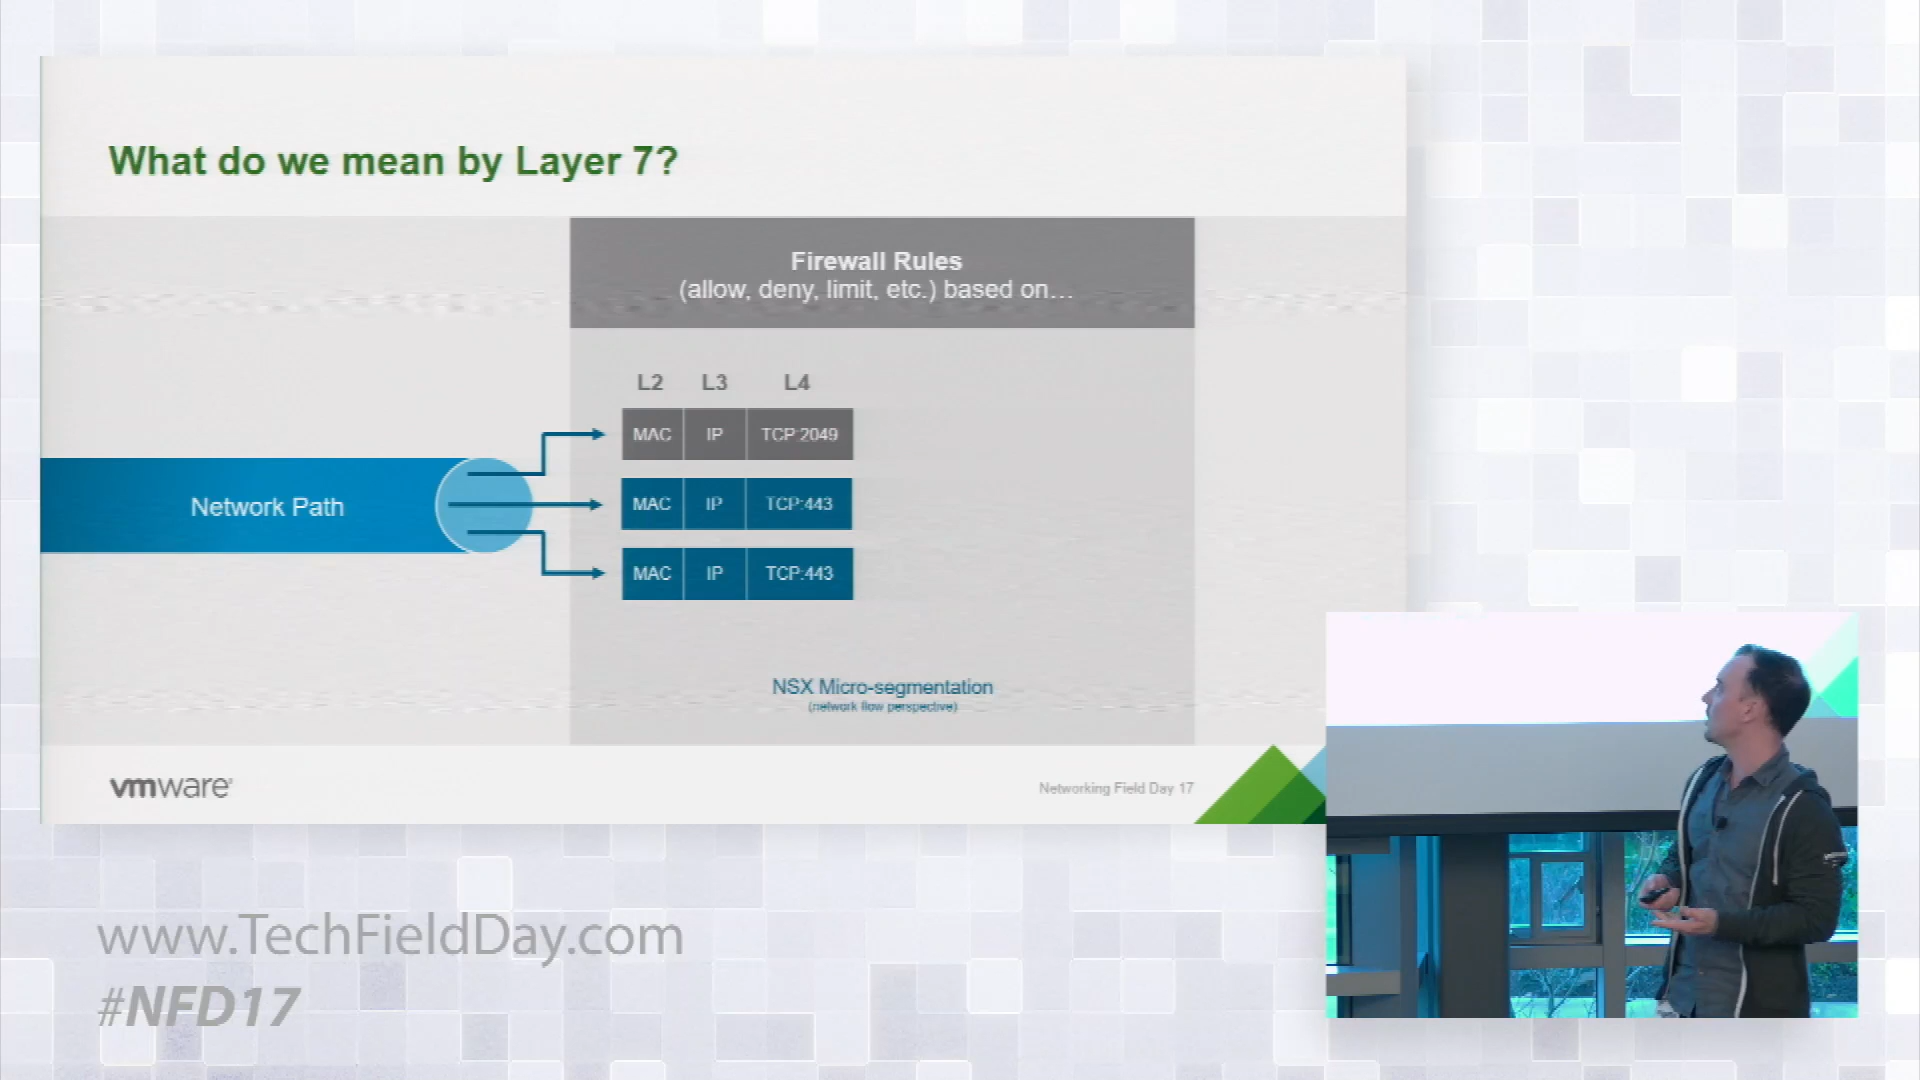 What do we mean by Layer 7?
Firewall Rules
(allow, deny, limit, etc.) based on...
L2 L3 L4
MAC IP TCP:2049
Network Path
MAC IP TCP:443
MAC IP TCP:443
NSX Micro-segmentation
(network flow perspective)
vmware
Networking Field Day 17
www.TechFieldDay.com
#NFD17